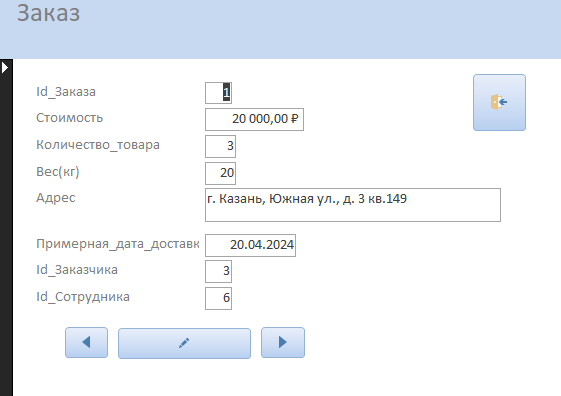 Заказ
Id_Заказа 1
Стоимость 20 000,00 ₽
Количество_товара 3
Вес(кг) 20
Адрес г. Казань, Южная ул., д. 3 кв.149
Примерная_дата_доставк 20.04.2024
Id_Заказчика 3
Id_Сотрудника 6